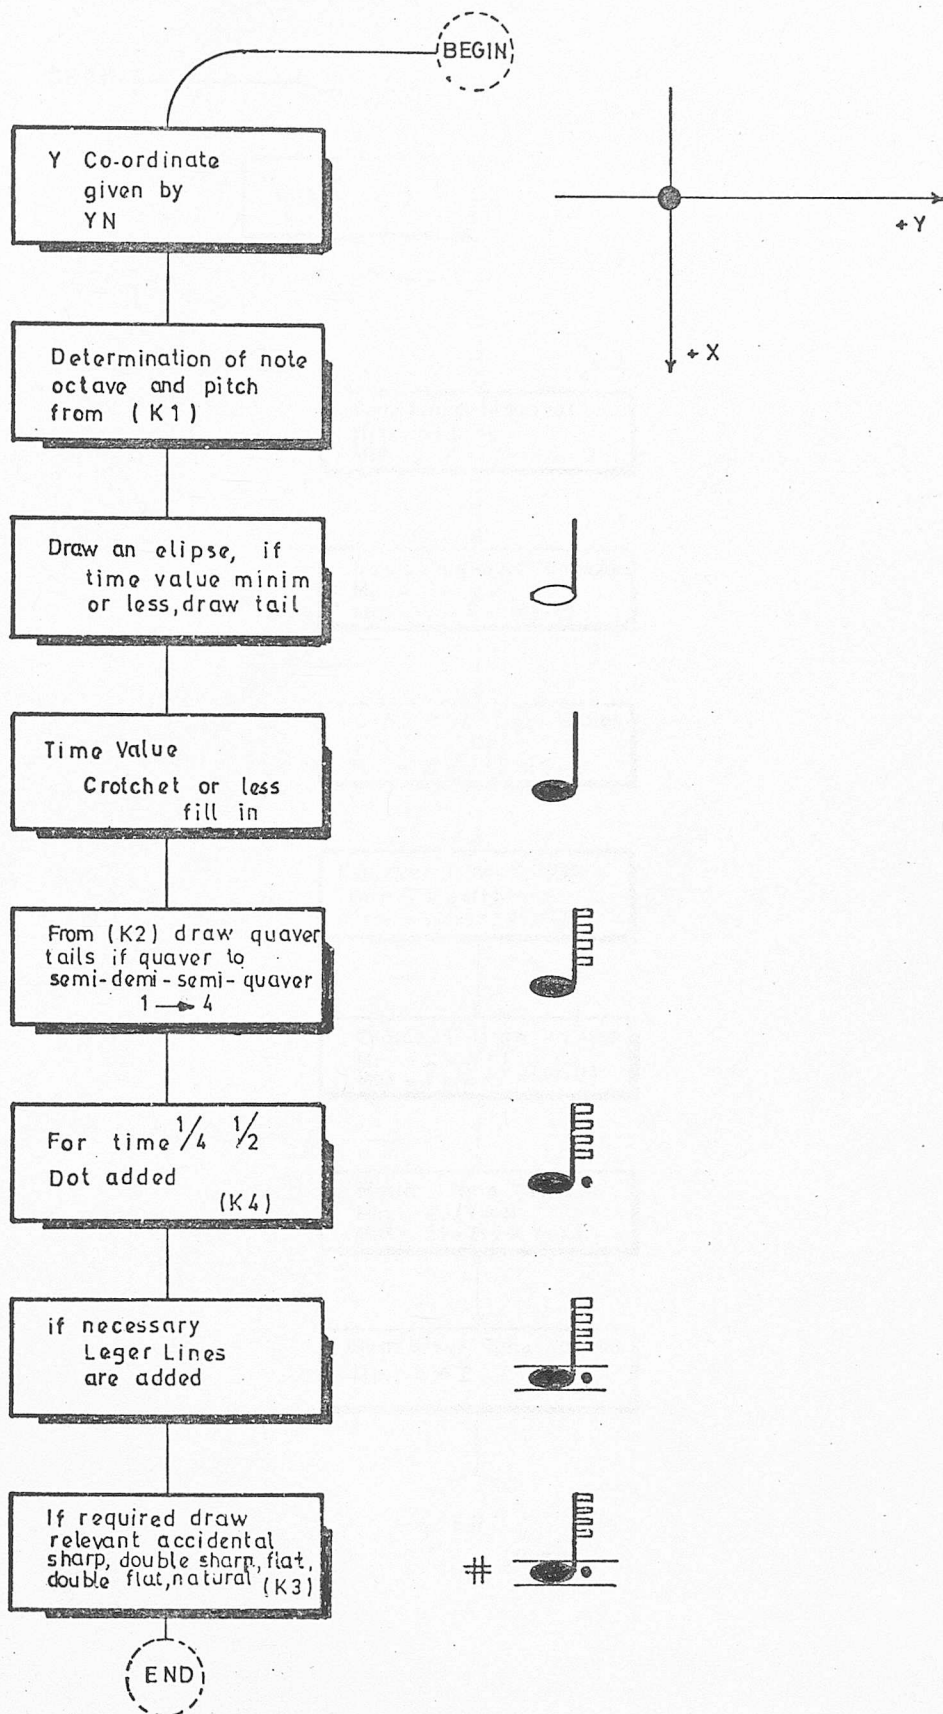 BEGIN
Y Co-ordinate
given by
YN
+Y
+X
Determination of note
octave and pitch
from (K1)
Draw an elipse, if
time value minim
or less, draw tail
Time Value
Crotchet or less
fill in
From (K2) draw quaver
tails if quaver to
semi-demi-semi-quaver
1 → 4
For time 1/4 1/2
Dot added
(K4)
if necessary
Leger Lines
are added
If required draw
relevant accidental
sharp, double sharp, flat,
double flat, natural (K3)
END